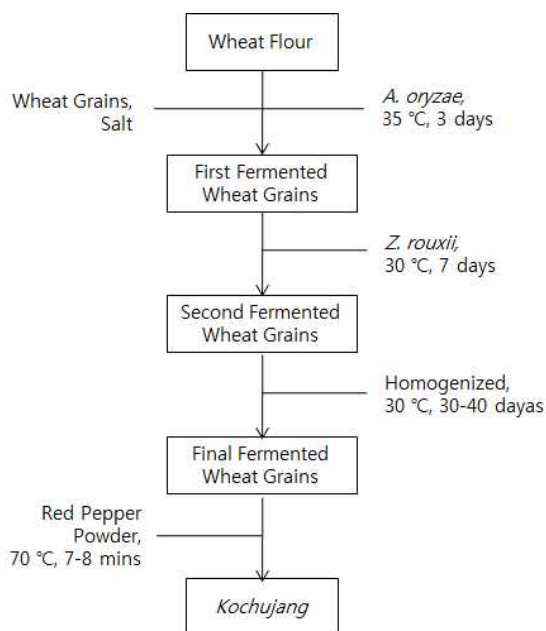 Wheat Flour
Wheat Grains,
Salt
A. oryzae,
35 ℃, 3 days
First Fermented
Wheat Grains
Z. rouxii,
30 ℃, 7 days
Second Fermented
Wheat Grains
Homogenized,
30 ℃, 30-40 dayas
Final Fermented
Wheat Grains
Red Pepper
Powder,
70 ℃, 7-8 mins
Kochujang